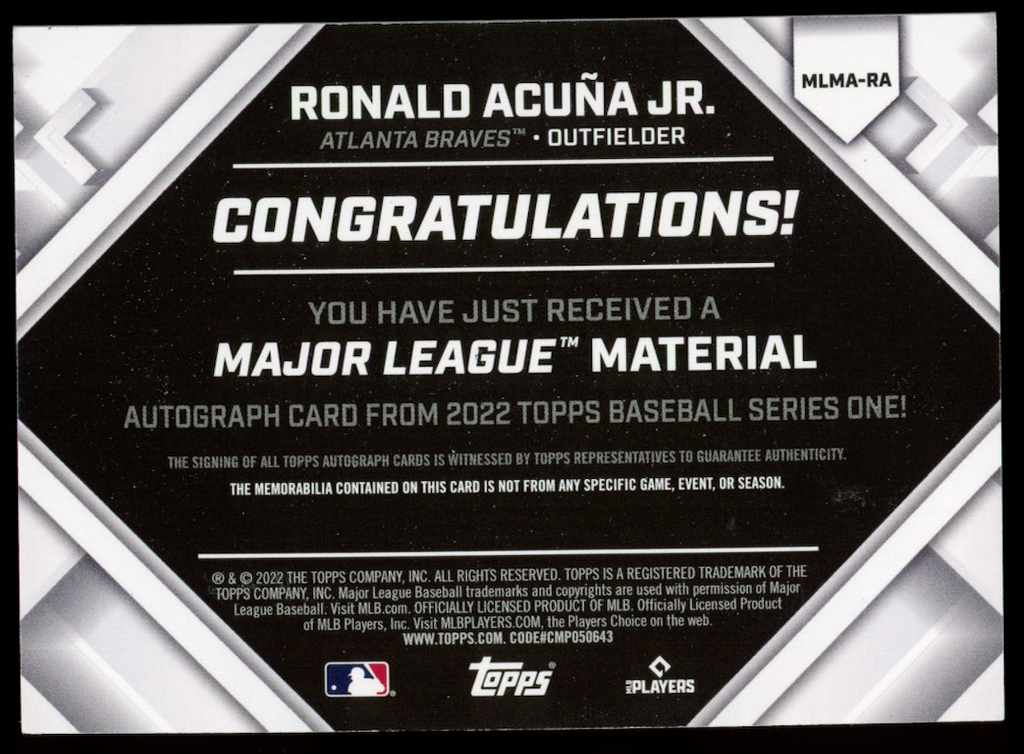 MLMA-RA
RONALD ACUÑA JR.
ATLANTA BRAVES™ • OUTFIELDER
CONGRATULATIONS!
YOU HAVE JUST RECEIVED A
MAJOR LEAGUE™ MATERIAL
AUTOGRAPH CARD FROM 2022 TOPPS BASEBALL SERIES ONE!
THE SIGNING OF ALL TOPPS AUTOGRAPH CARDS IS WITNESSED BY TOPPS REPRESENTATIVES TO GUARANTEE AUTHENTICITY.
THE MEMORABILIA CONTAINED ON THIS CARD IS NOT FROM ANY SPECIFIC GAME, EVENT, OR SEASON.
® & © 2022 THE TOPPS COMPANY, INC. ALL RIGHTS RESERVED. TOPPS IS A REGISTERED TRADEMARK OF THE
TOPPS COMPANY, INC. Major League Baseball trademarks and copyrights are used with permission of Major
League Baseball. Visit MLB.com. OFFICIALLY LICENSED PRODUCT OF MLB. Officially Licensed Product
of MLB Players, Inc. Visit MLBPLAYERS.COM, the Players Choice on the web.
WWW.TOPPS.COM. CODE#CMP050643
® Topps® MLB PLAYERS